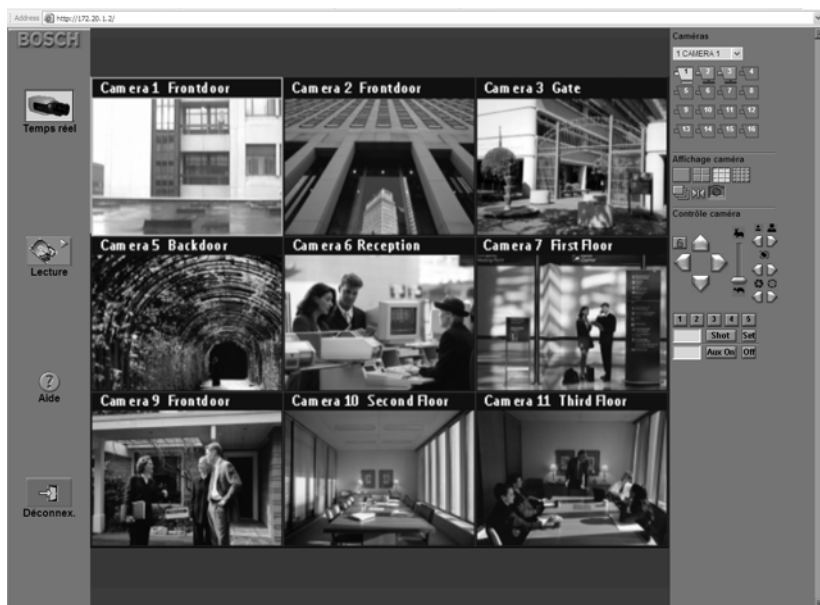 Address http://172.20.1.2/
BOSCH
Temps réel
Lecture
Aide
Déconnex.
Camera 1 Frontdoor
Camera 2 Frontdoor
Camera 3 Gate
Camera 5 Backdoor
Camera 6 Reception
Camera 7 First Floor
Camera 9 Frontdoor
Camera 10 Second Floor
Camera 11 Third Floor
Caméras
1 CAMERA 1
1 2 3 4
5 6 7 8
9 10 11 12
13 14 15 16
Affichage caméra
Contrôle caméra
1 2 3 4 5
Shot Set
Aux On Off